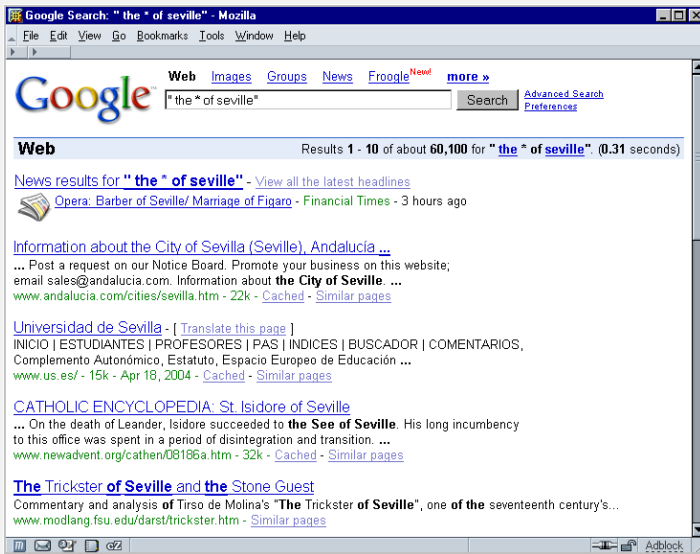 Google Search: " the * of seville" - Mozilla
File Edit View Go Bookmarks Tools Window Help
Web Images Groups News Froogle New! more »
Google™
" the * of seville" Search Advanced Search
Preferences
Web Results 1 - 10 of about 60,100 for " the * of seville". (0.31 seconds)
News results for " the * of seville" - View all the latest headlines
Opera: Barber of Seville/ Marriage of Figaro - Financial Times - 3 hours ago
Information about the City of Sevilla (Seville), Andalucía ...
... Post a request on our Notice Board. Promote your business on this website;
email sales@andalucia.com. Information about the City of Seville. ...
www.andalucia.com/cities/sevilla.htm - 22k - Cached - Similar pages
Universidad de Sevilla - [ Translate this page ]
INICIO | ESTUDIANTES | PROFESORES | PAS | INDICES | BUSCADOR | COMENTARIOS,
Complemento Autonómico, Estatuto, Espacio Europeo de Educación ...
www.us.es/ - 15k - Apr 18, 2004 - Cached - Similar pages
CATHOLIC ENCYCLOPEDIA: St. Isidore of Seville
... On the death of Leander, Isidore succeeded to the See of Seville. His long incumbency
to this office was spent in a period of disintegration and transition. ...
www.newadvent.org/cathen/08186a.htm - 32k - Cached - Similar pages
The Trickster of Seville and the Stone Guest
Commentary and analysis of Tirso de Molina's "The Trickster of Seville", one of the seventeenth century's...
www.modlang.fsu.edu/darst/trickster.htm - Similar pages
Adblock